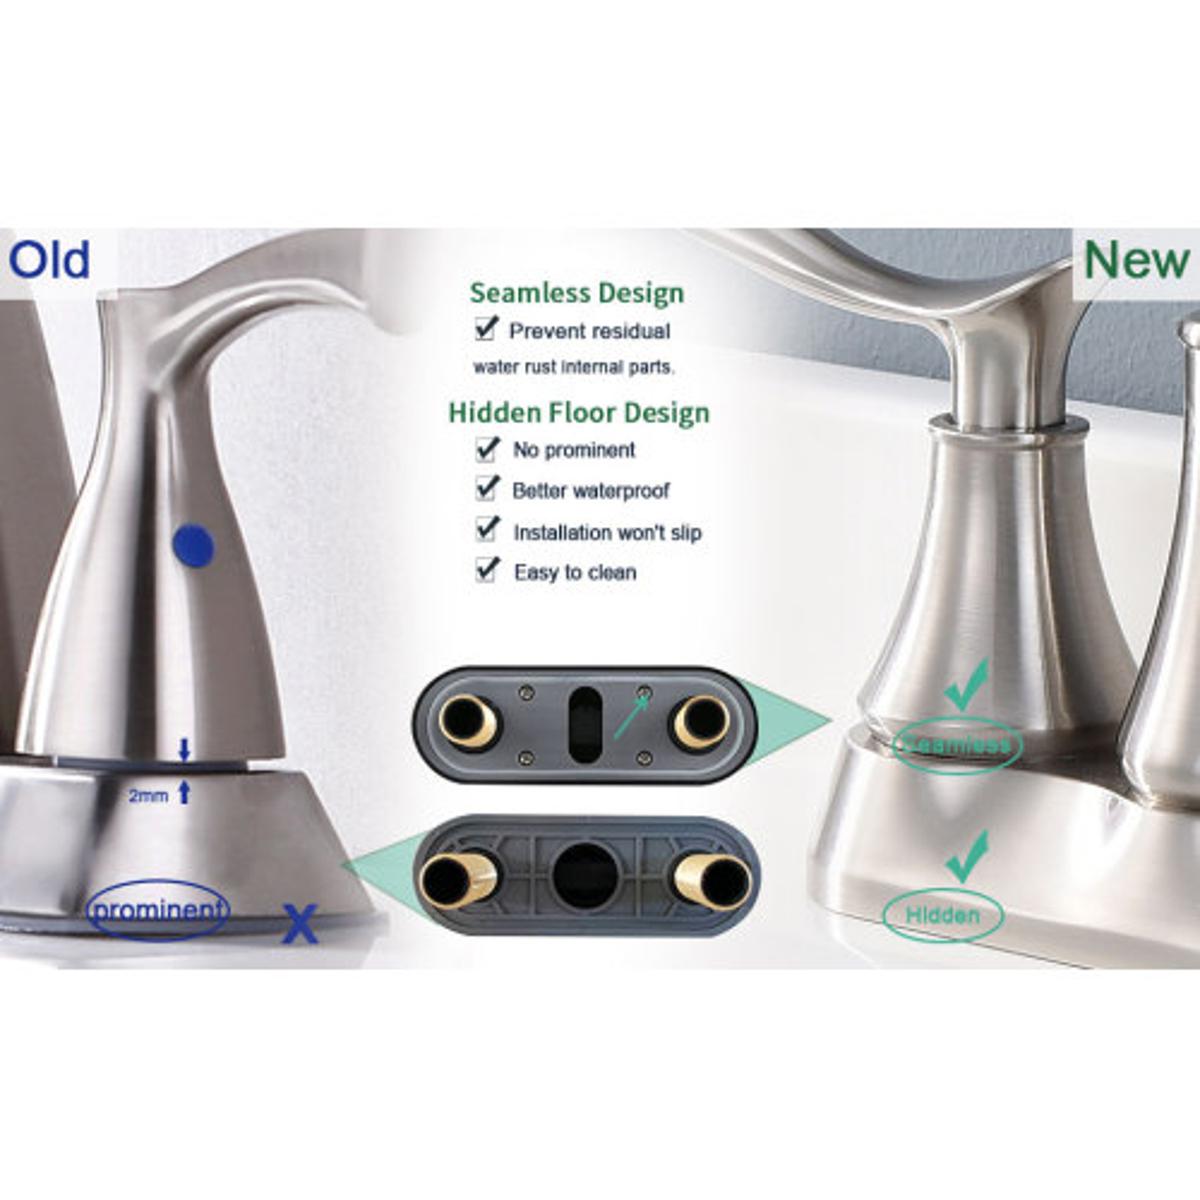 Old
New
Seamless Design
Prevent residual
water rust internal parts.
Hidden Floor Design
No prominent
Better waterproof
Installation won't slip
Easy to clean
2mm
prominent
X
Seamless
Hidden